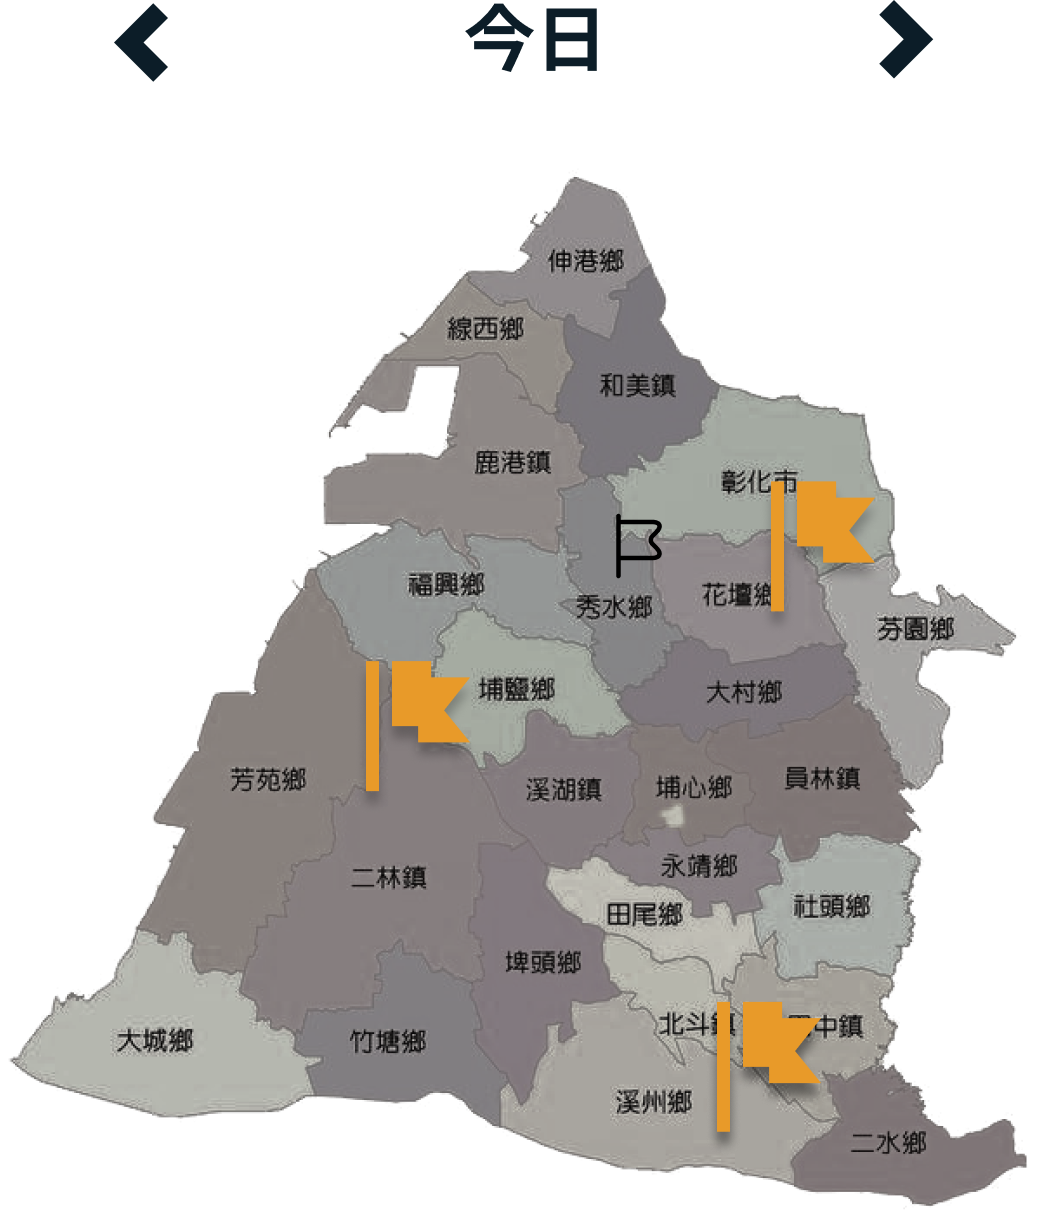 今日
伸港鄉
線西鄉
和美鎮
鹿港鎮
彰化市
福興鄉
花壇鄉
秀水鄉
芬園鄉
埔鹽鄉
大村鄉
芳苑鄉
溪湖鎮
埔心鄉
員林鎮
永靖鄉
二林鎮
田尾鄉
社頭鄉
埤頭鄉
北斗鎮
中鎮
大城鄉
竹塘鄉
溪州鄉
二水鄉